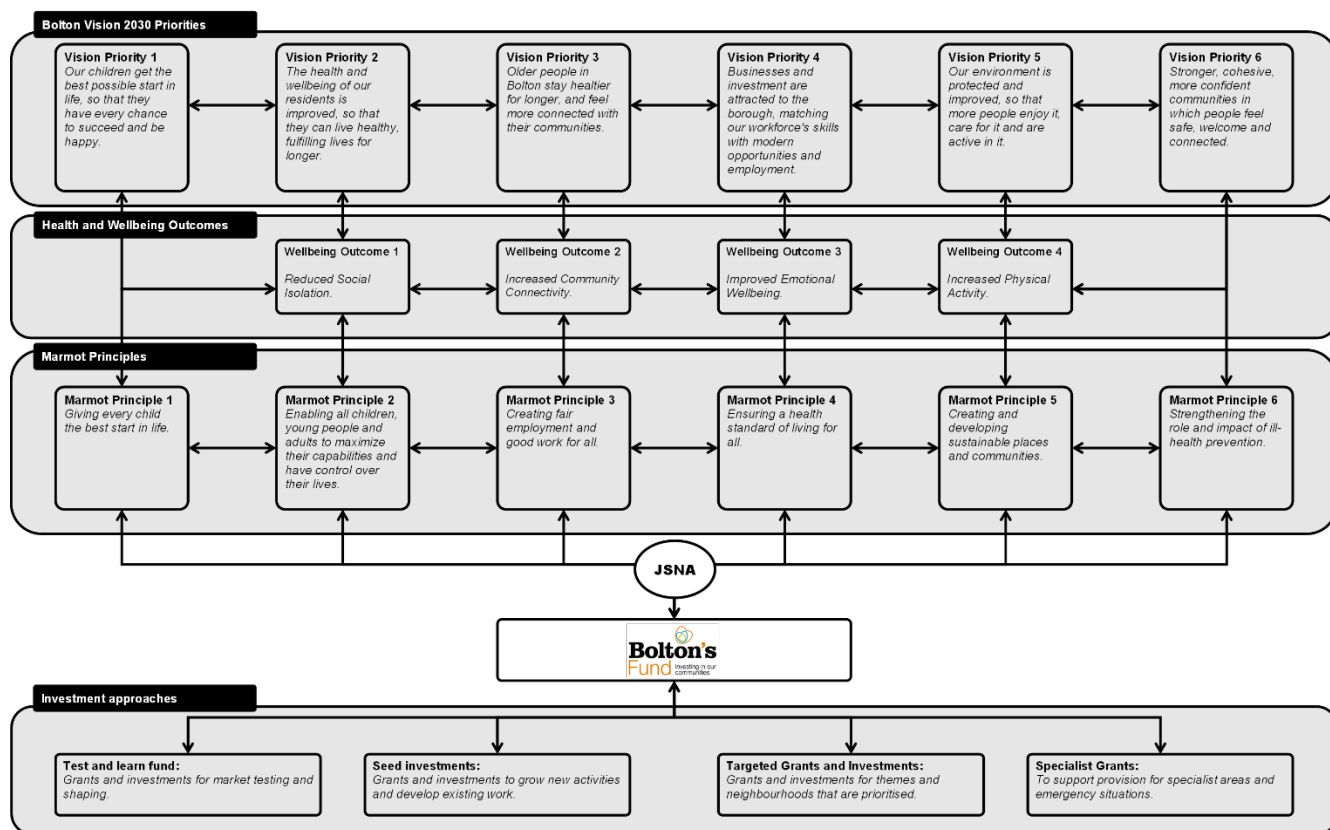 Bolton Vision 2030 Priorities
Vision Priority 1
Our children get the
best possible start in
life, so that they
have every chance
to succeed and be
happy.
Vision Priority 2
The health and
wellbeing of our
residents is
improved, so that
they can live healthy,
fulfilling lives for
longer.
Vision Priority 3
Older people in
Bolton stay healtier
for longer, and feel
more connected with
their communities.
Vision Priority 4
Businesses and
investment are
attracted to the
borough, matching
our workforce's skills
with modern
opportunities and
employment.
Vision Priority 5
Our environment is
protected and
improved, so that
more people enjoy it,
care for it and are
active in it.
Vision Priority 6
Stronger, cohesive,
more confident
communities in
which people feel
safe, welcome and
connected.
Health and Wellbeing Outcomes
Wellbeing Outcome 1
Reduced Social
Isolation.
Wellbeing Outcome 2
Increased Community
Connectivity.
Wellbeing Outcome 3
Improved Emotional
Wellbeing.
Wellbeing Outcome 4
Increased Physical
Activity.
Marmot Principles
Marmot Principle 1
Giving every child
the best start in life.
Marmot Principle 2
Enabling all children,
young people and
adults to maximize
their capabilities and
have control over
their lives.
Marmot Principle 3
Creating fair
employment and
good work for all.
Marmot Principle 4
Ensuring a health
standard of living for
all.
Marmot Principle 5
Creating and
developing
sustainable places
and communities.
Marmot Principle 6
Strengthening the
role and impact of ill-
health prevention.
JSNA
Bolton's
Fund
Investing in our
communities
Investment approaches
Test and learn fund:
Grants and investments for market testing and
shaping.
Seed investments:
Grants and investments to grow new activities
and develop existing work.
Targeted Grants and Investments:
Grants and investments for themes and
neighbourhoods that are prioritised.
Specialist Grants:
To support provision for specialist areas and
emergency situations.